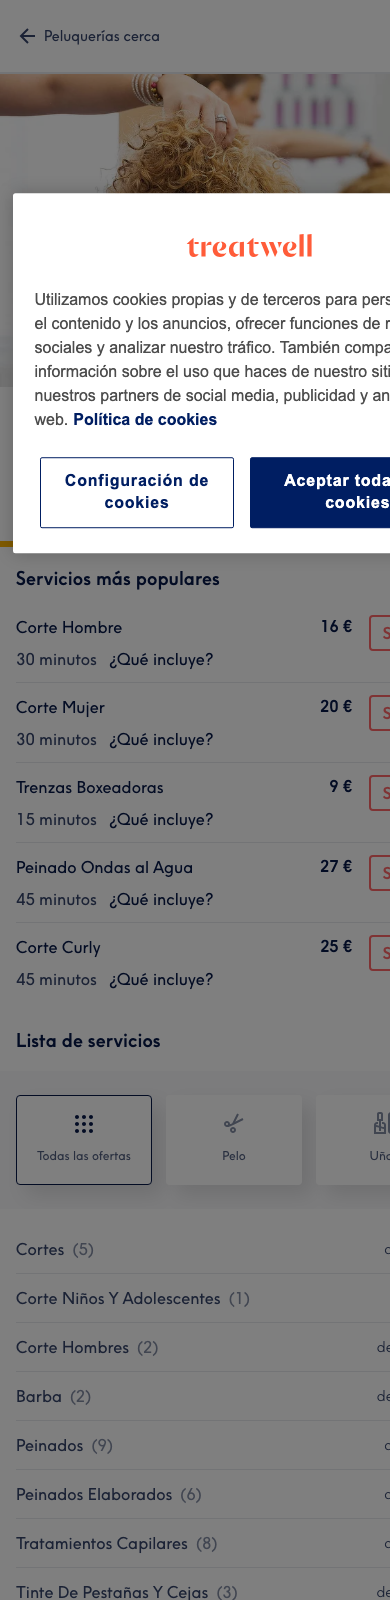 Peluquerías cerca
treatwell
Utilizamos cookies propias y de terceros para
el contenido y los anuncios, ofrecer funciones de
sociales y analizar nuestro tráfico. También
información sobre el uso que haces de nuestro
nuestros partners de social media, publicidad y
web. Política de cookies
Configuración de
cookies
Aceptar
cookies
Servicios más populares
Corte Hombre 16 €
30 minutos ¿Qué incluye?
Corte Mujer 20 €
30 minutos ¿Qué incluye?
Trenzas Boxeadoras 9 €
15 minutos ¿Qué incluye?
Peinado Ondas al Agua 27 €
45 minutos ¿Qué incluye?
Corte Curly 25 €
45 minutos ¿Qué incluye?
Lista de servicios
Todas las ofertas
Pelo
Cortes (5)
Corte Niños Y Adolescentes (1)
Corte Hombres (2)
Barba (2)
Peinados (9)
Peinados Elaborados (6)
Tratamientos Capilares (8)
Tinte De Pestañas Y Cejas (3)